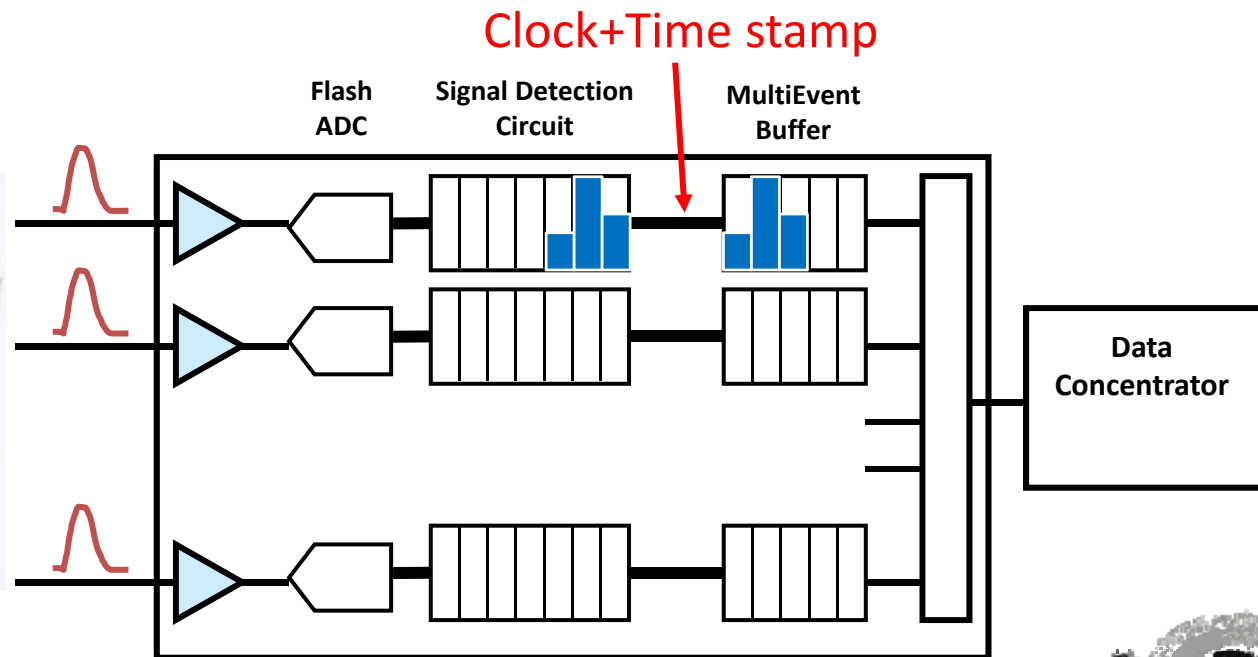 Clock+Time stamp
Flash
ADC
Signal Detection
Circuit
MultiEvent
Buffer
Data
Concentrator